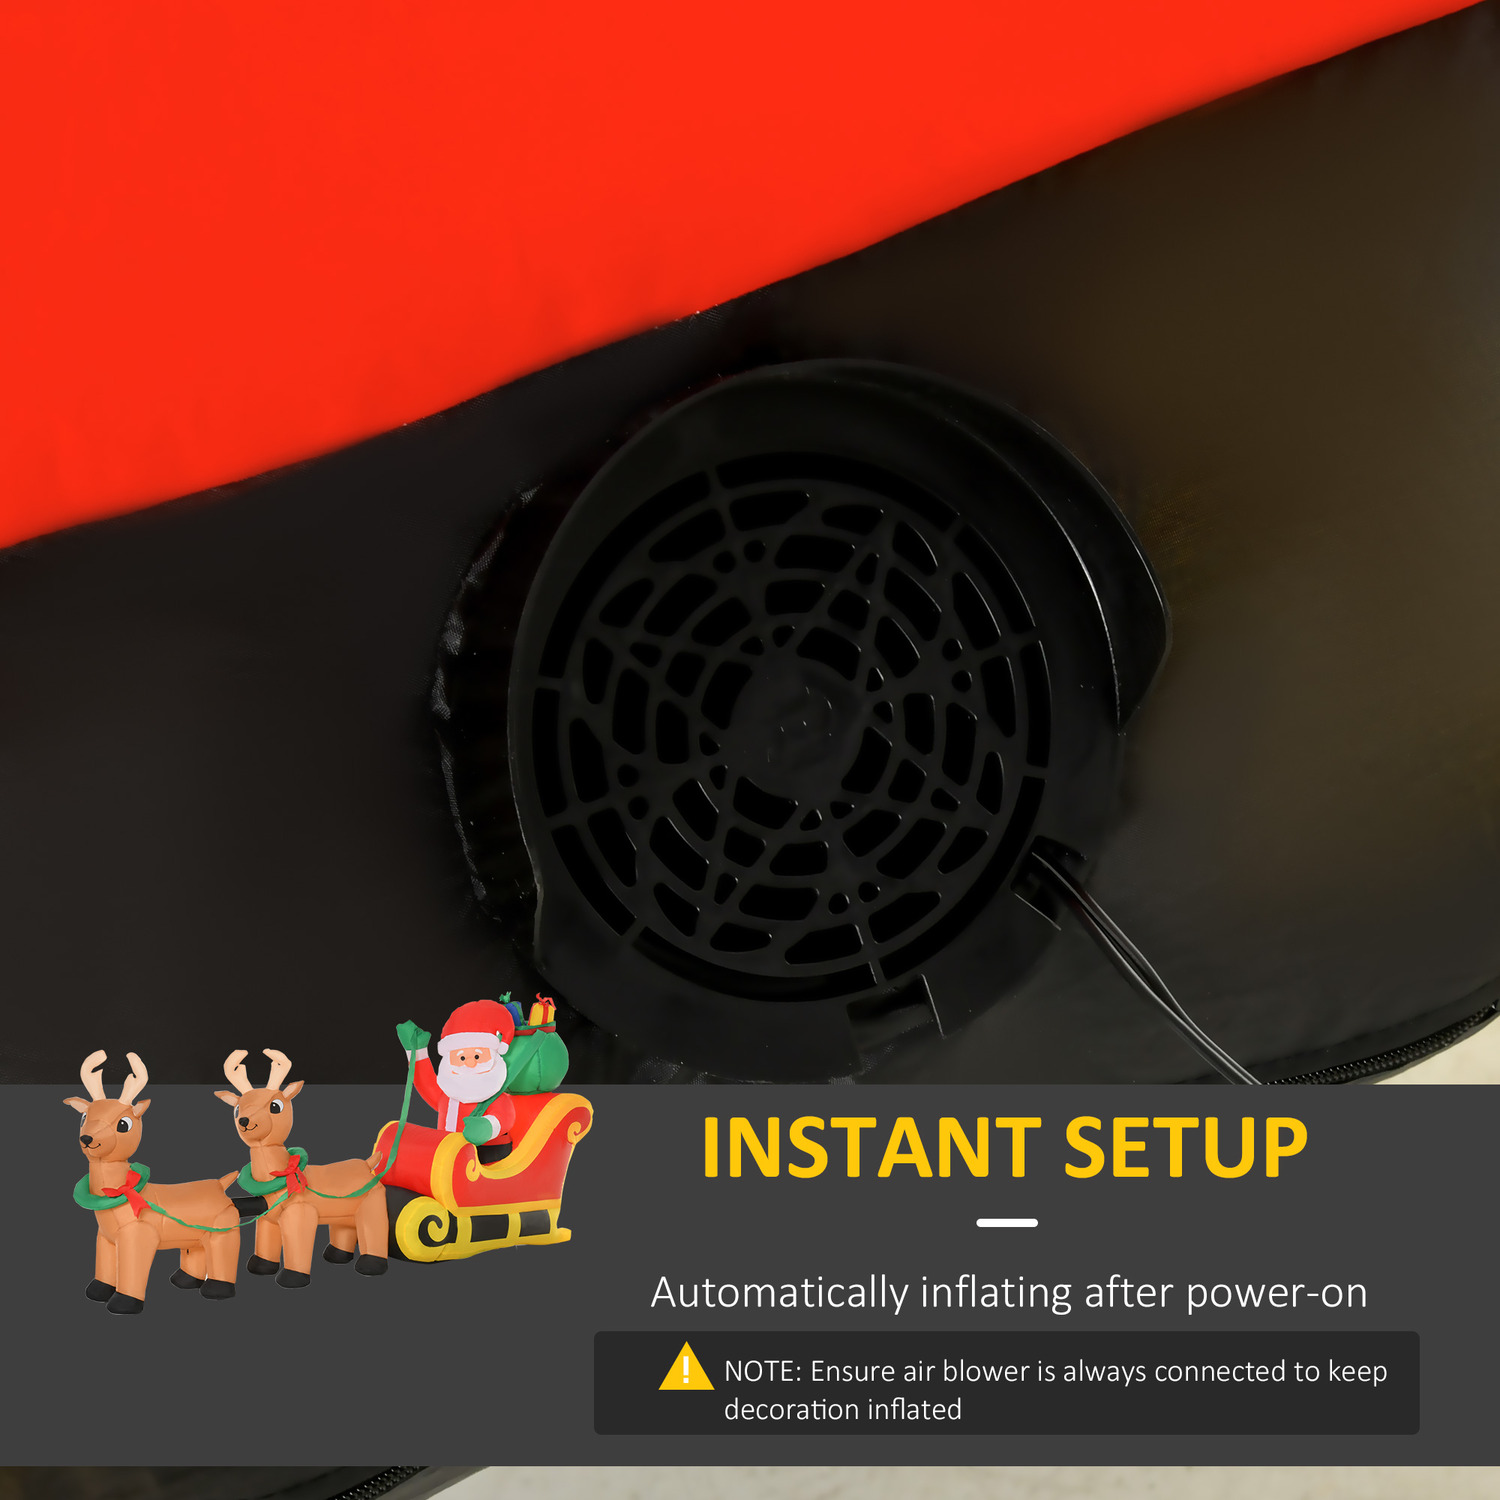 INSTANT SETUP
Automatically inflating after power-on
NOTE: Ensure air blower is always connected to keep
decoration inflated